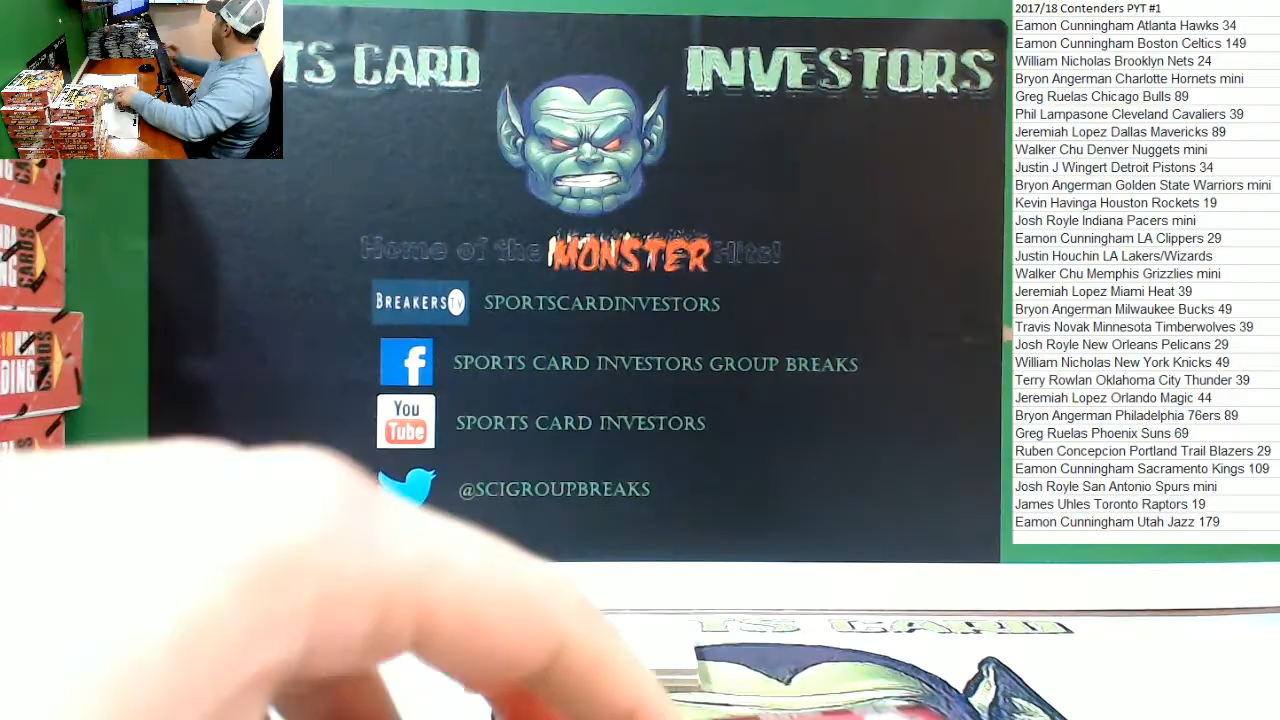 2017/18 Contenders PYT #1
Eamon Cunningham Atlanta Hawks 34
Eamon Cunningham Boston Celtics 149
William Nicholas Brooklyn Nets 24
Bryon Angerman Charlotte Hornets mini
Greg Ruelas Chicago Bulls 89
Phil Lampasone Cleveland Cavaliers 39
Jeremiah Lopez Dallas Mavericks 89
Walker Chu Denver Nuggets mini
Justin J Wingert Detroit Pistons 34
Bryon Angerman Golden State Warriors mini
Kevin Havinga Houston Rockets 19
Josh Royle Indiana Pacers mini
Eamon Cunningham LA Clippers 29
Justin Houchin LA Lakers/Wizards
Walker Chu Memphis Grizzlies mini
Jeremiah Lopez Miami Heat 39
Bryon Angerman Milwaukee Bucks 49
Travis Novak Minnesota Timberwolves 39
Josh Royle New Orleans Pelicans 29
William Nicholas New York Knicks 49
Terry Rowlan Oklahoma City Thunder 39
Jeremiah Lopez Orlando Magic 44
Bryon Angerman Philadelphia 76ers 89
Greg Ruelas Phoenix Suns 69
Ruben Concepcion Portland Trail Blazers 29
Eamon Cunningham Sacramento Kings 109
Josh Royle San Antonio Spurs mini
James Uhles Toronto Raptors 19
Eamon Cunningham Utah Jazz 179
TS CARD INVESTORS
Home of the MONSTER Hits!
BREAKERS TV SPORTSCARDINVESTORS
f SPORTS CARD INVESTORS GROUP BREAKS
You Tube SPORTS CARD INVESTORS
@SCIGROUPBREAKS
CARDS
DING
CARDS
TS CARD